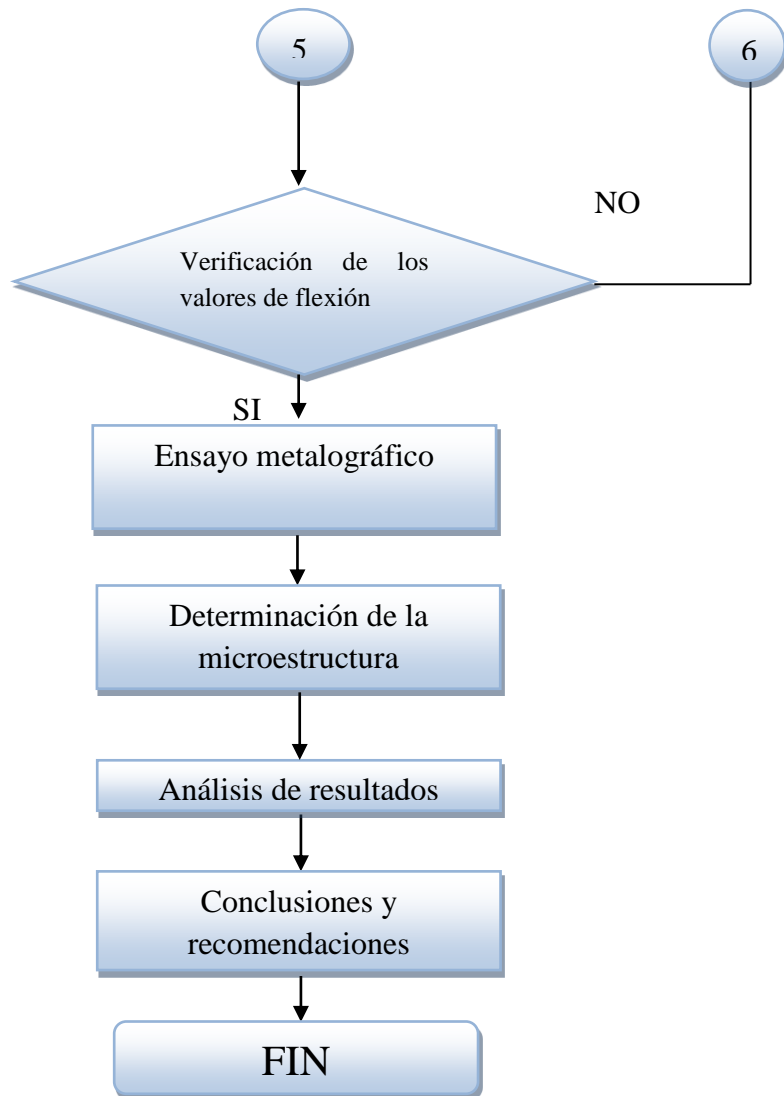 5
6
NO
Verificación de los
valores de flexión
SI
Ensayo metalográfico
Determinación de la
microestructura
Análisis de resultados
Conclusiones y
recomendaciones
FIN